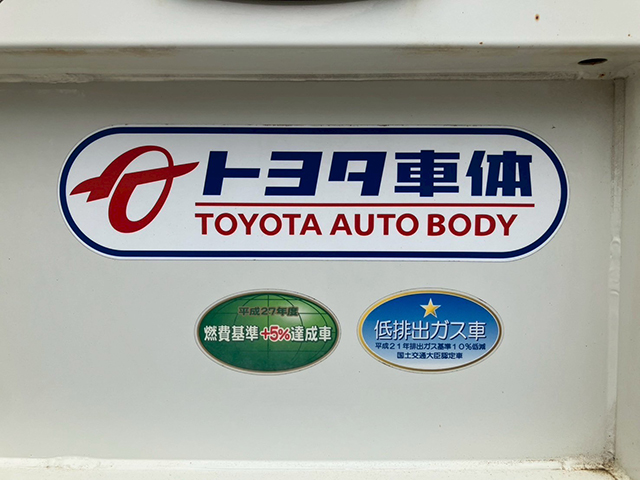 トヨタ車体
TOYOTA AUTO BODY
平成27年度
燃費基準+5%達成車
低排出ガス車
平成21年排出ガス基準10%低減
国土交通大臣認定車